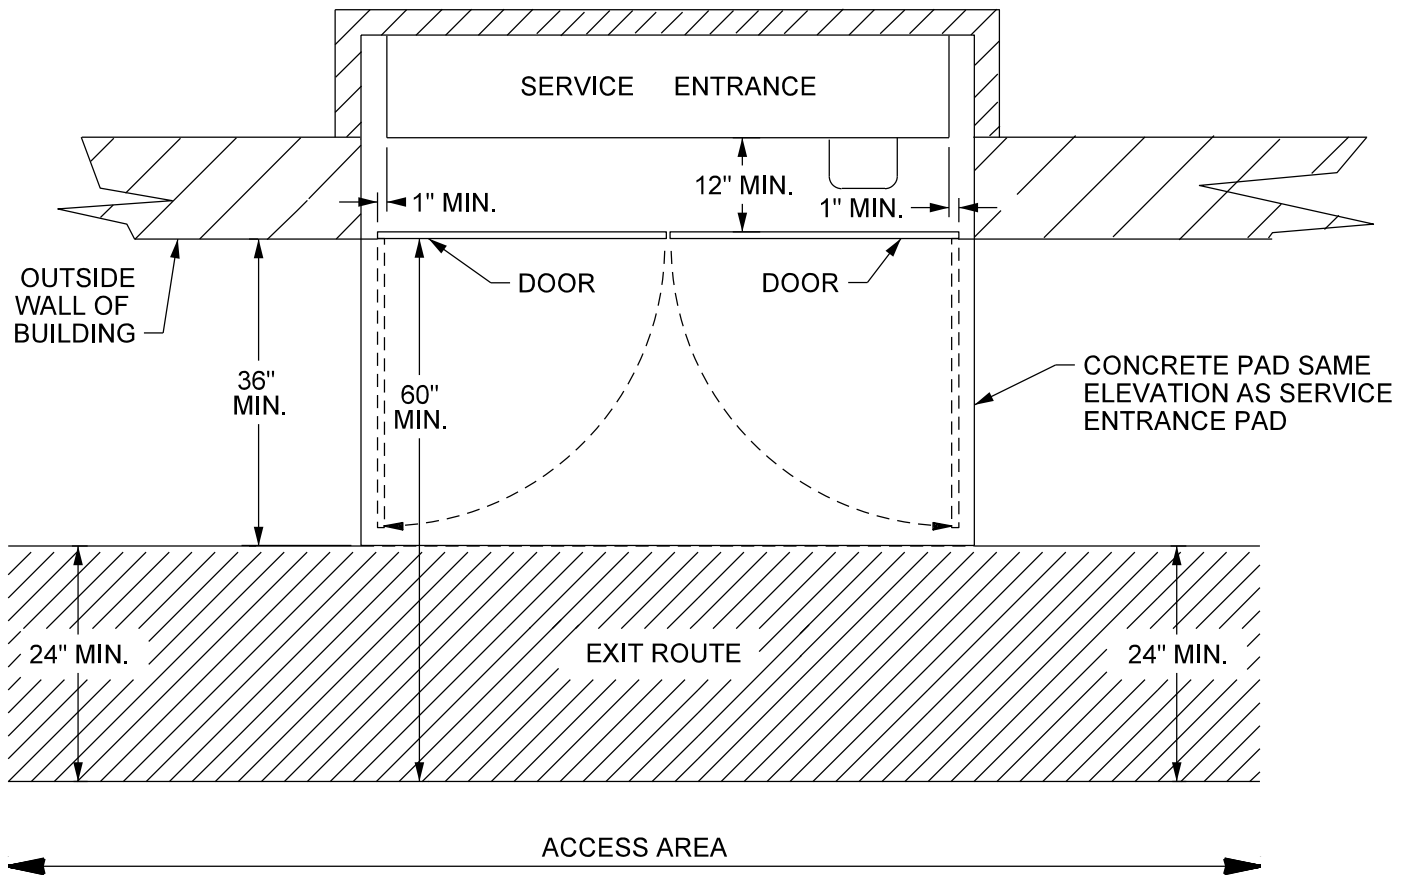 SERVICE ENTRANCE
12" MIN.
1" MIN.
1" MIN.
OUTSIDE
WALL OF
BUILDING
DOOR
DOOR
36"
MIN.
60"
MIN.
CONCRETE PAD SAME
ELEVATION AS SERVICE
ENTRANCE PAD
24" MIN.
EXIT ROUTE
24" MIN.
ACCESS AREA